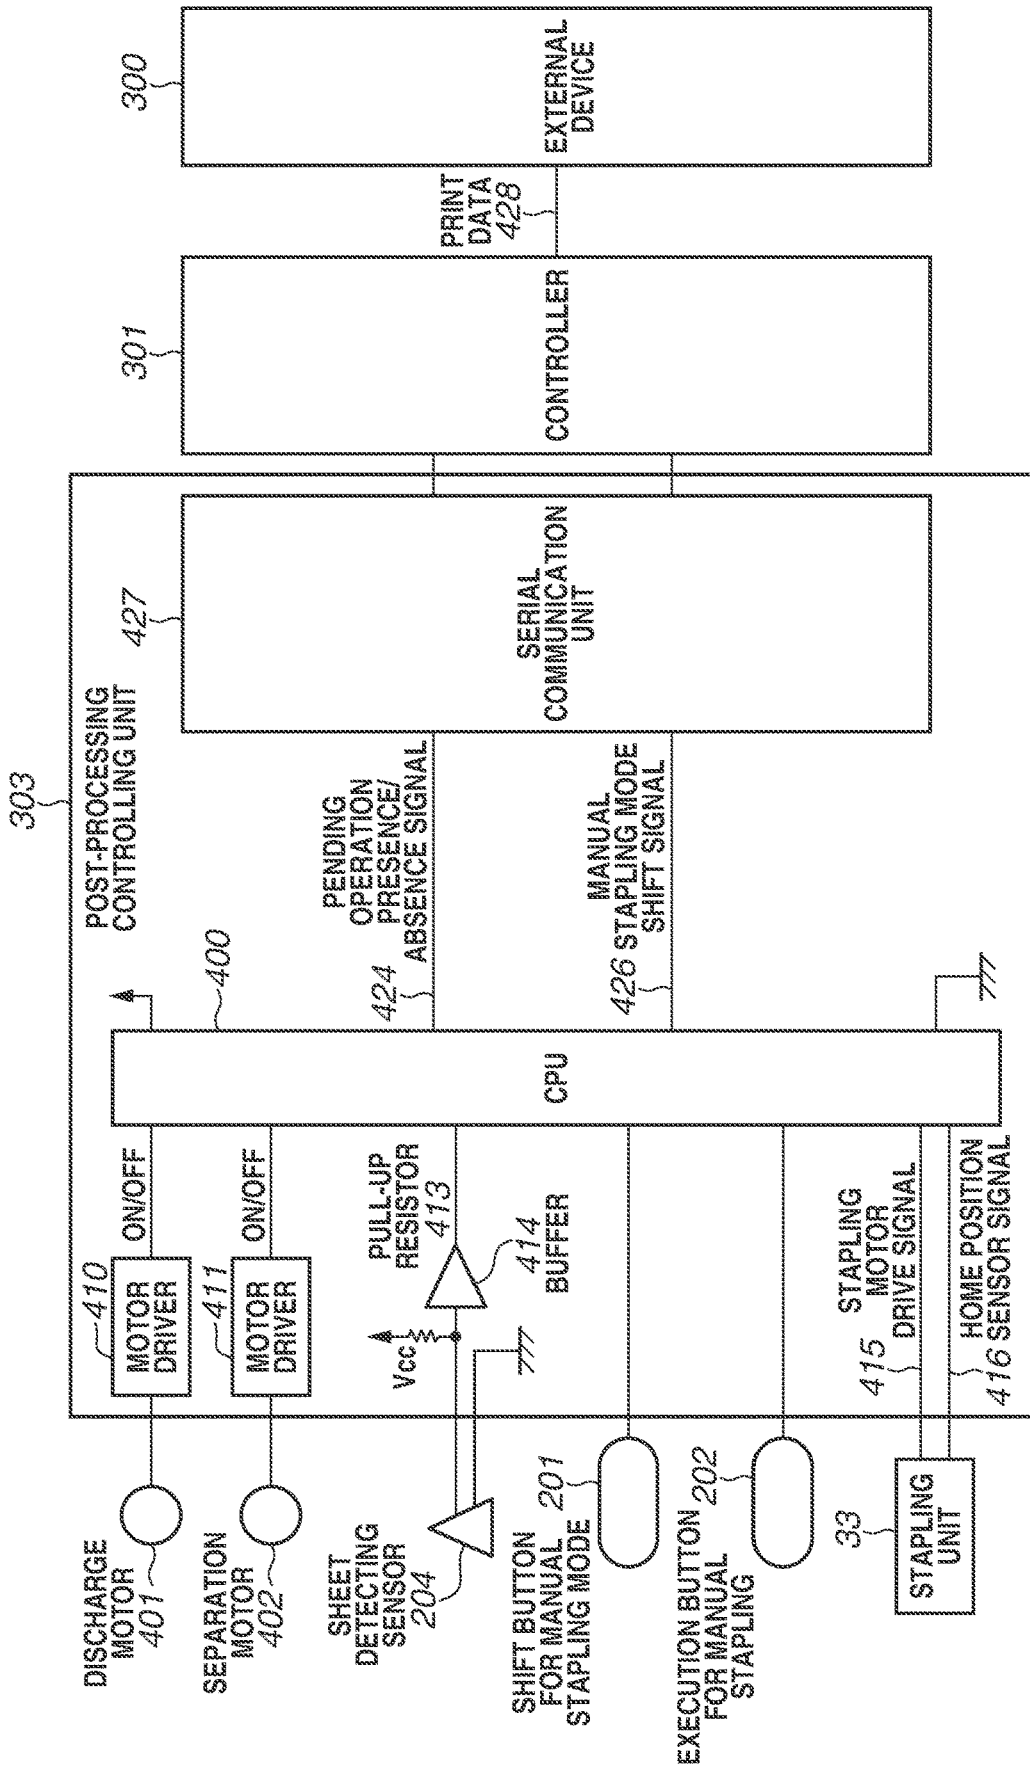 303
POST-PROCESSING
CONTROLLING UNIT
DISCHARGE
MOTOR
401
410
MOTOR
DRIVER
ON/OFF
SEPARATION
MOTOR
402
411
MOTOR
DRIVER
ON/OFF
SHEET
DETECTING
SENSOR
204
Vcc
PULL-UP
RESISTOR
413
414
BUFFER
SHIFT BUTTON
FOR MANUAL
STAPLING MODE
201
EXECUTION BUTTON
FOR MANUAL
STAPLING
202
33
STAPLING
UNIT
STAPLING
MOTOR
DRIVE SIGNAL
415
HOME POSITION
SENSOR SIGNAL
416
400
CPU
PENDING
OPERATION
PRESENCE/
ABSENCE SIGNAL
424
MANUAL
STAPLING MODE
SHIFT SIGNAL
426
427
SERIAL
COMMUNICATION
UNIT
301
CONTROLLER
PRINT
DATA
428
300
EXTERNAL
DEVICE